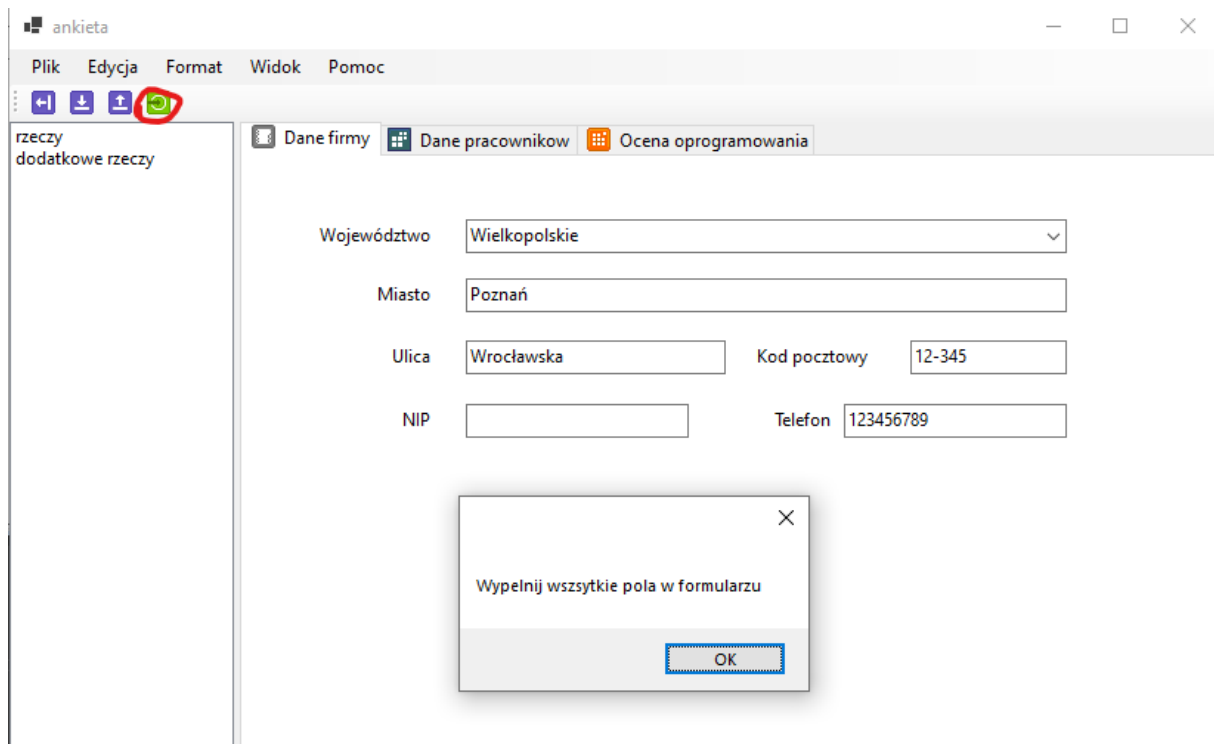 ankieta
Plik Edycja Format Widok Pomoc
rzeczy
dodatkowe rzeczy
Dane firmy Dane pracownikow Ocena oprogramowania
Województwo Wielkopolskie
Miasto Poznań
Ulica Wrocławska Kod pocztowy 12-345
NIP Telefon 123456789
Wypelnij wszsytkie pola w formularzu
OK